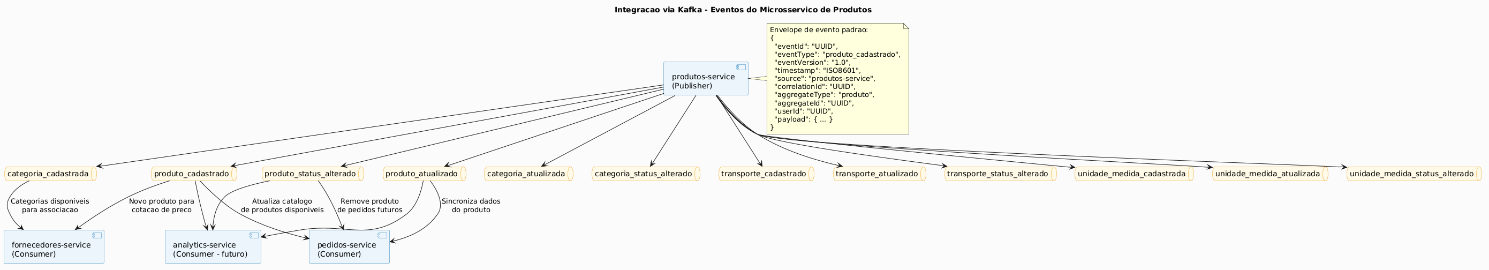 Integracao via Kafka - Eventos do Microsservico de Produtos
Envelope de evento padrao:
{
"eventId": "UUID",
"eventType": "produto_cadastrado",
"eventVersion": "1.0",
"timestamp": "ISO8601",
"source": "produtos-service",
"correlationId": "UUID",
"aggregateType": "produto",
"aggregateId": "UUID",
"userId": "UUID",
"payload": { ... }
}
produtos-service
(Publisher)
categoria_cadastrada
produto_cadastrado
produto_status_alterado
produto_atualizado
categoria_atualizada
categoria_status_alterado
transporte_cadastrado
transporte_atualizado
transporte_status_alterado
unidade_medida_cadastrada
unidade_medida_atualizada
unidade_medida_status_alterado
Categorias disponiveis
para associacao
Novo produto para
cotacao de preco
Atualiza catalogo
de produtos disponiveis
Remove produto
de pedidos futuros
Sincroniza dados
do produto
fornecedores-service
(Consumer)
analytics-service
(Consumer - futuro)
pedidos-service
(Consumer)